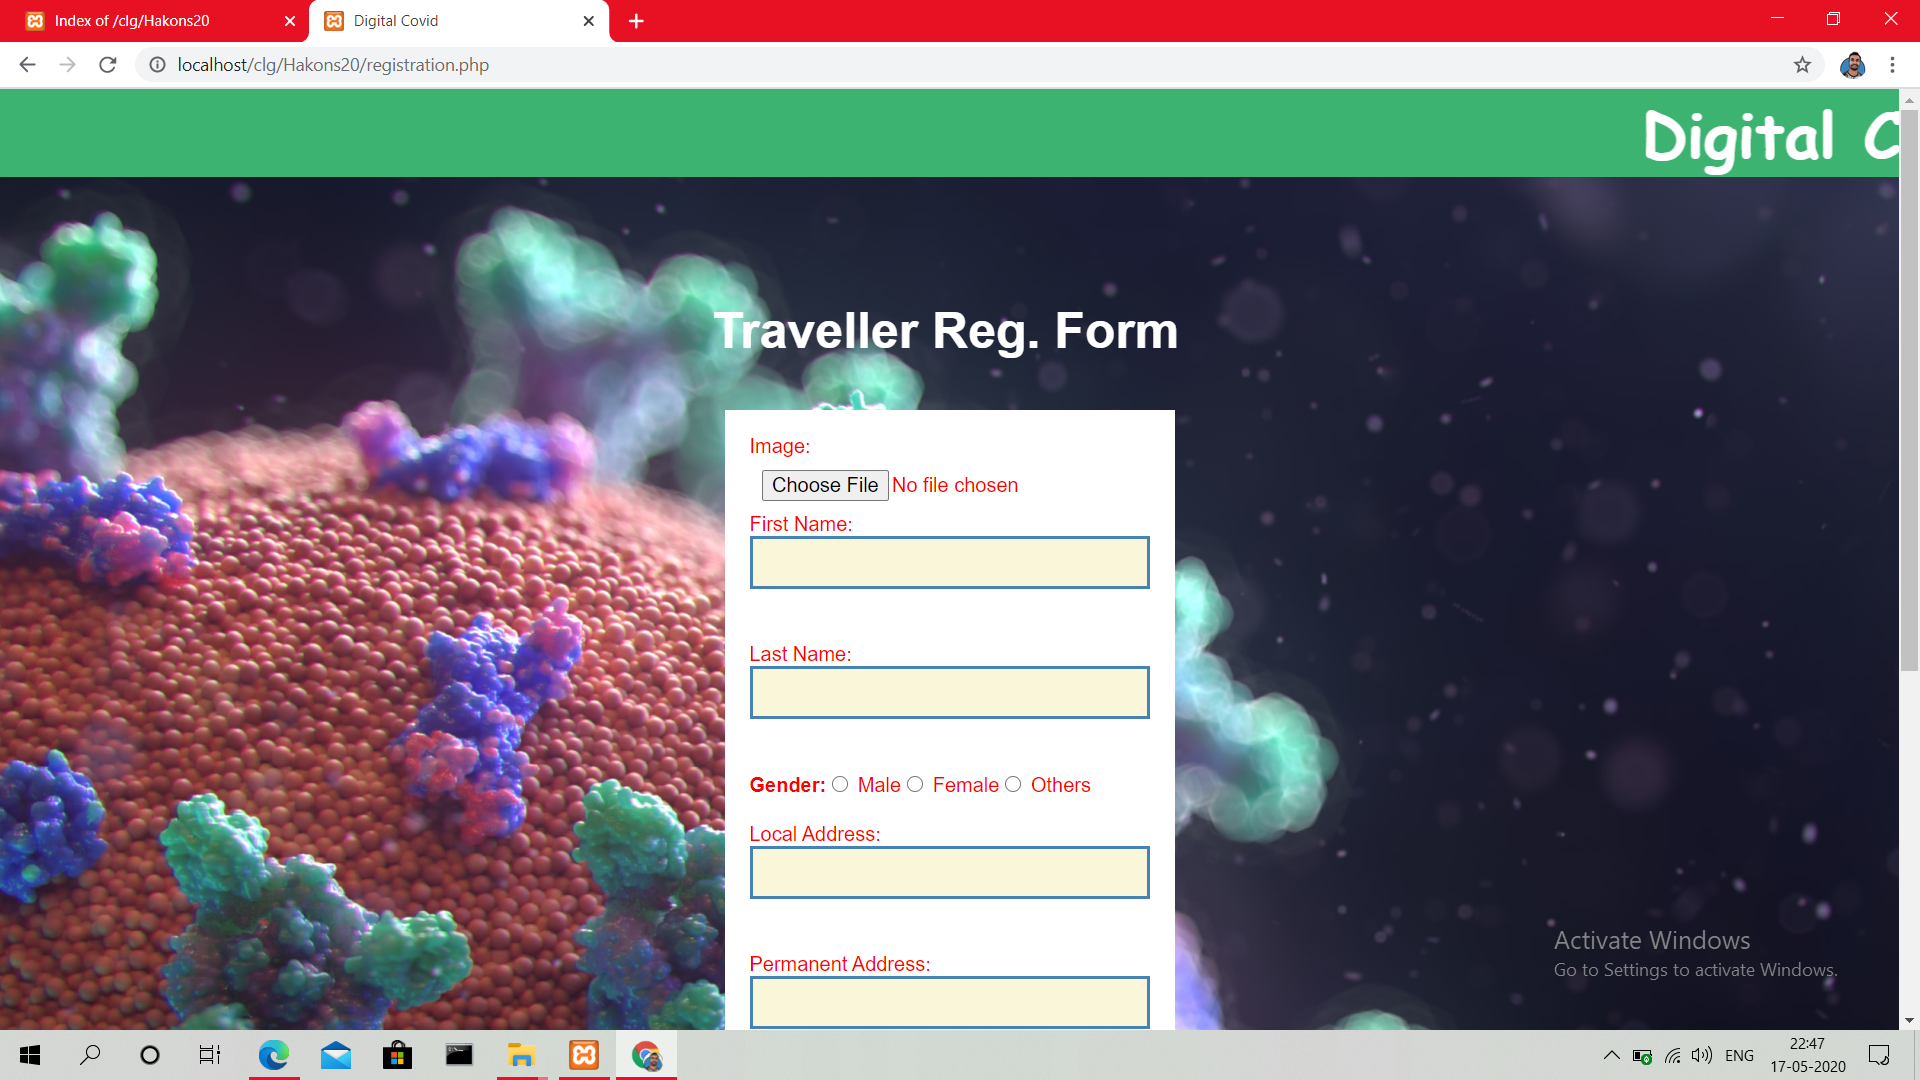 Index of /clg/Hakons20
Digital Covid
localhost/clg/Hakons20/registration.php
Digital C
Traveller Reg. Form
Image:
Choose File No file chosen
First Name:
Last Name:
Gender: Male Female Others
Local Address:
Permanent Address:
Activate Windows
Go to Settings to activate Windows.
ENG
22:47
17-05-2020